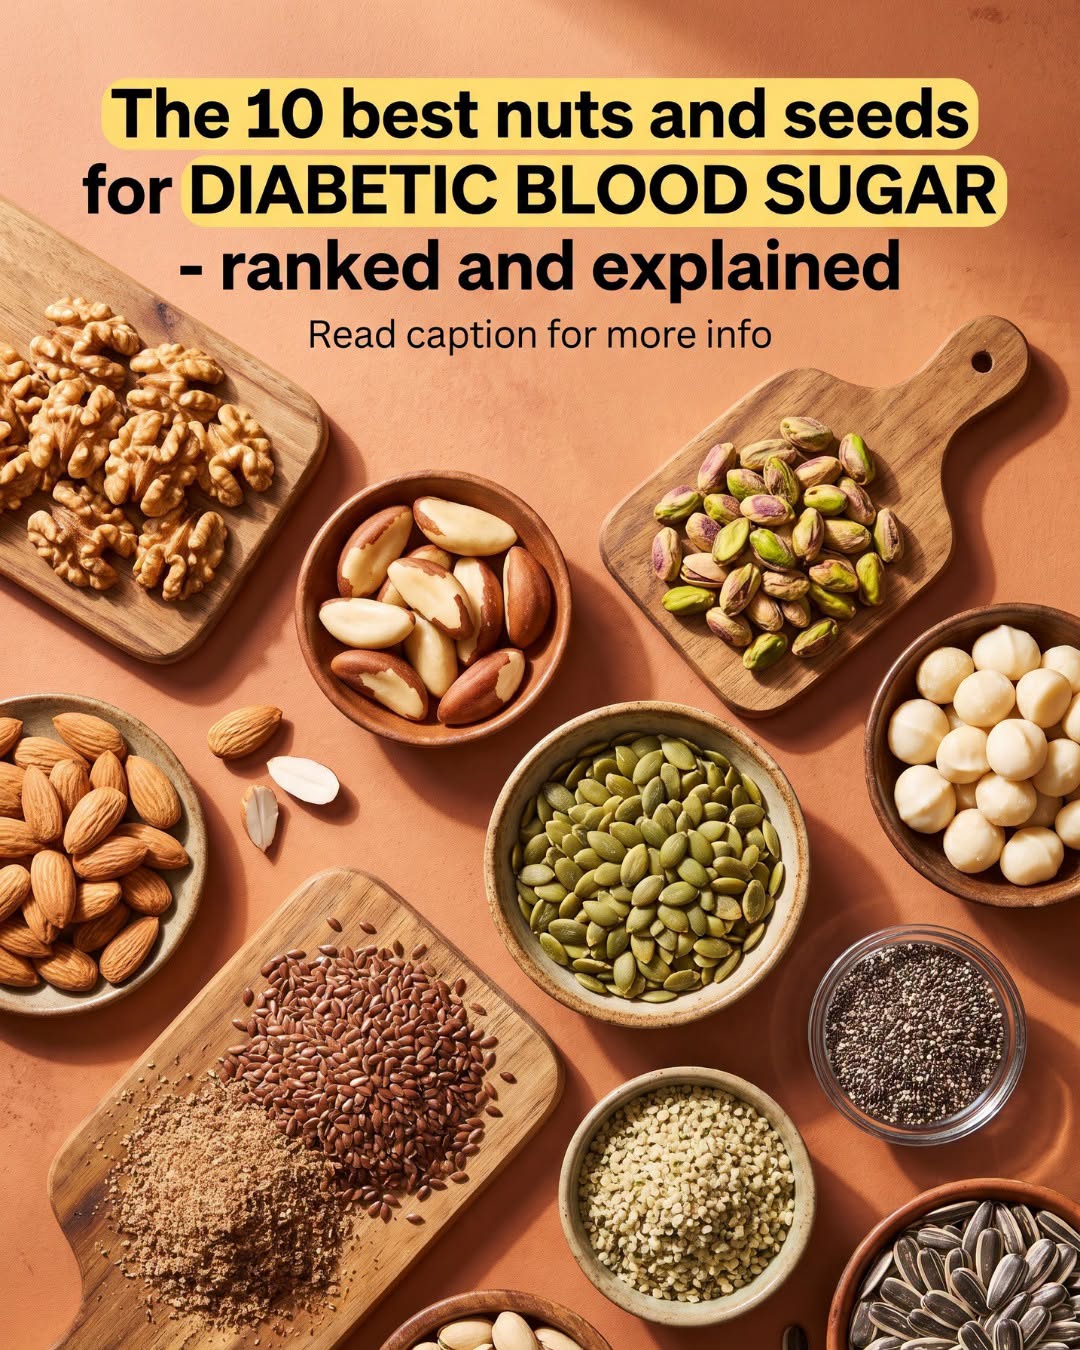 The 10 best nuts and seeds
for DIABETIC BLOOD SUGAR
- ranked and explained
Read caption for more info